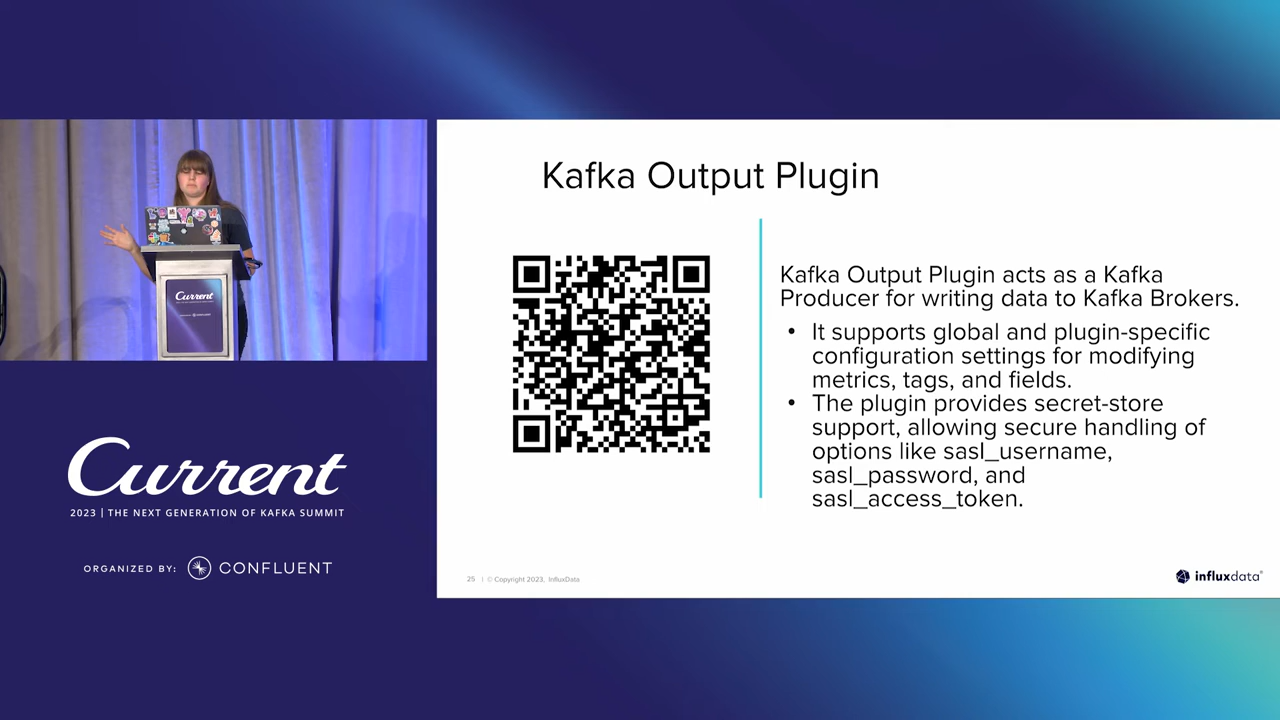 Kafka Output Plugin
Kafka Output Plugin acts as a Kafka
Producer for writing data to Kafka Brokers.
• It supports global and plugin-specific
configuration settings for modifying
metrics, tags, and fields.
• The plugin provides secret-store
support, allowing secure handling of
options like sasl_username,
sasl_password, and
sasl_access_token.
25 | © Copyright 2023, InfluxData
influxdata®
Current
Current
2023 | THE NEXT GENERATION OF KAFKA SUMMIT
ORGANIZED BY: CONFLUENT